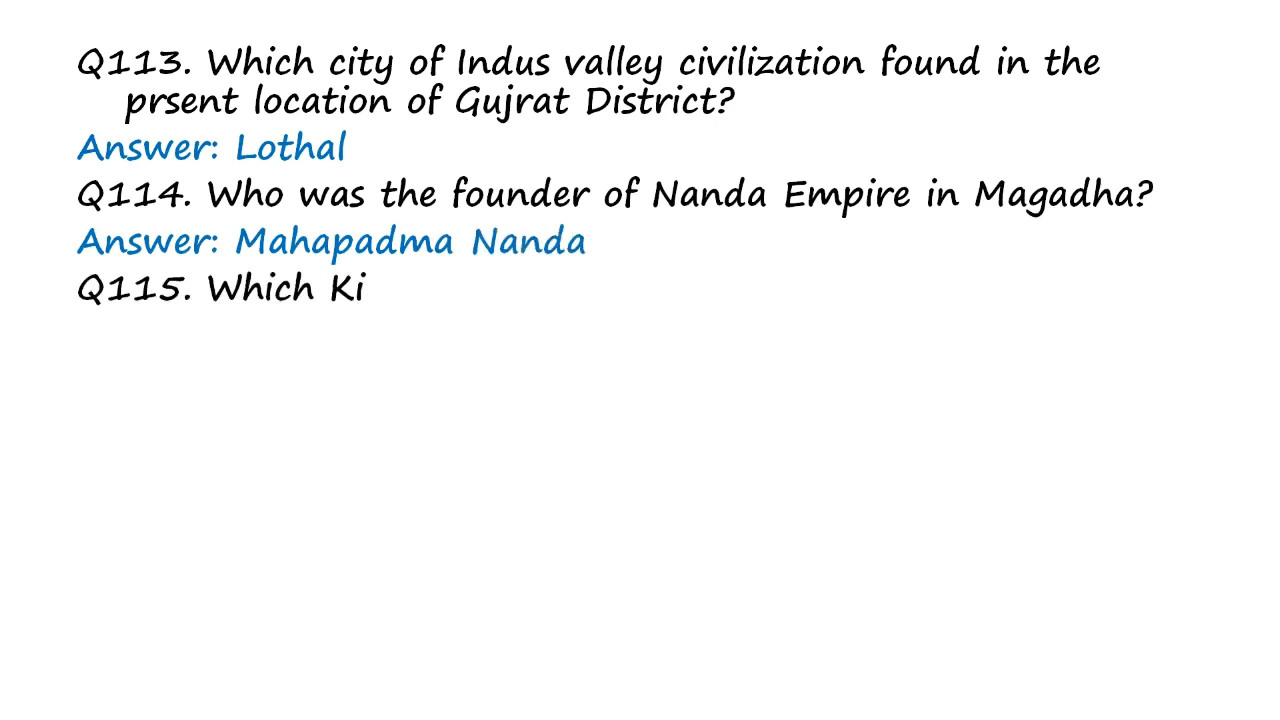 Q113. Which city of Indus valley civilization found in the
prsent location of Gujrat District?
Answer: Lothal
Q114. Who was the founder of Nanda Empire in Magadha?
Answer: Mahapadma Nanda
Q115. Which Ki